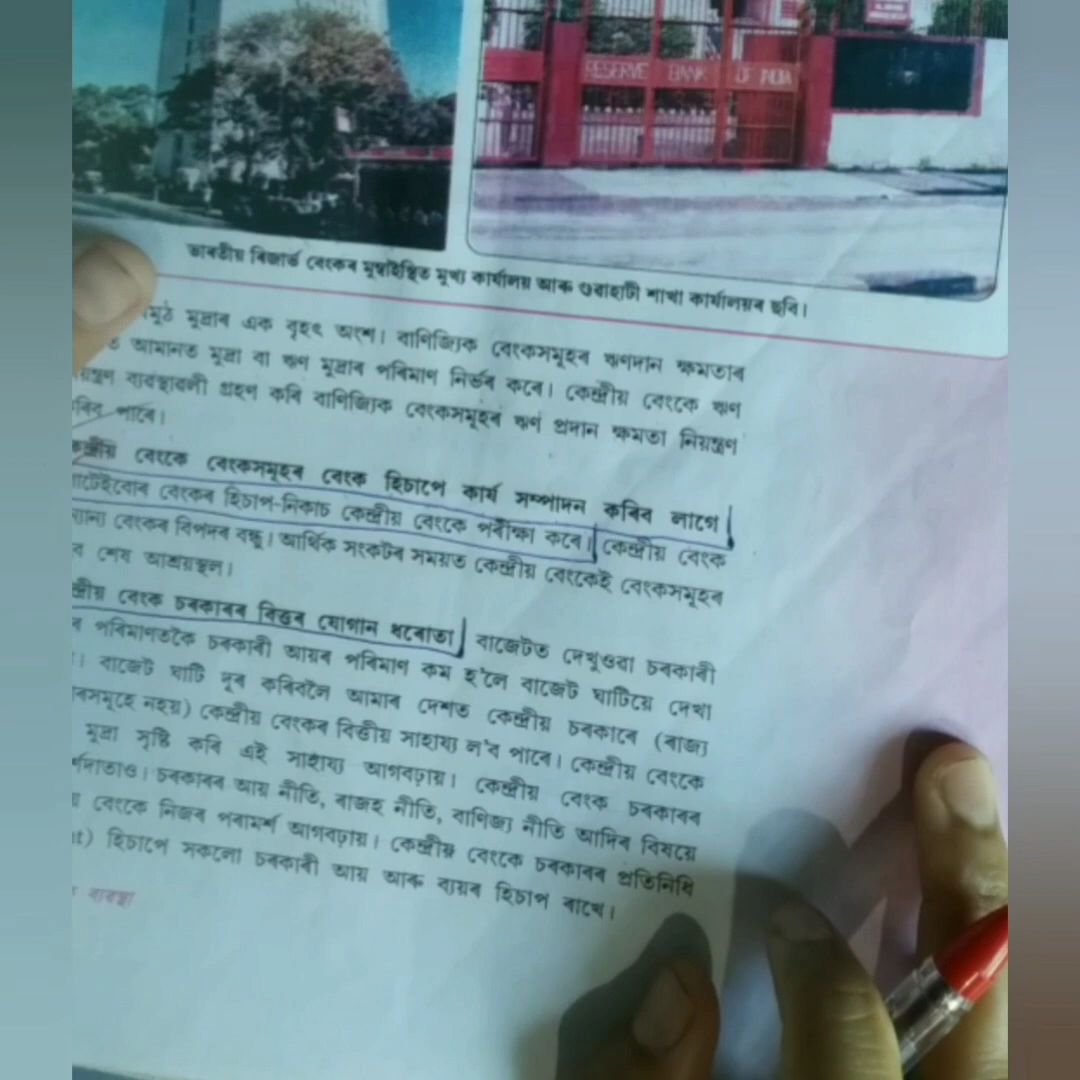 RESERVE BANK OF INDIA
ভাৰতীয় ৰিজাৰ্ভ বেংকৰ মুম্বাইস্থিত মুখ্য কাৰ্যালয় আৰু গুৱাহাটী শাখা কাৰ্যালয়ৰ ছবি।
মুদ্ৰাৰ এক বৃহৎ অংশ। বাণিজ্যিক বেংকসমূহৰ ঋণদান ক্ষমতাৰ
আমানত মুদ্ৰা বা ঋণ মুদ্ৰাৰ পৰিমাণ নিৰ্ভৰ কৰে। কেন্দ্ৰীয় বেংকে ঋণ
ব্যৱস্থাৱলী গ্ৰহণ কৰি বাণিজ্যিক বেংকসমূহৰ ঋণ প্ৰদান ক্ষমতা নিয়ন্ত্ৰণ
পাৰে।
বেংকে বেংকসমূহৰ বেংক হিচাপে কাৰ্য সম্পাদন কৰিব লাগে
বেংকৰ হিচাপ-নিকাচ কেন্দ্ৰীয় বেংকে পৰীক্ষা কৰে। কেন্দ্ৰীয় বেংক
বেংকৰ বিপদৰ বন্ধু। আৰ্থিক সংকটৰ সময়ত কেন্দ্ৰীয় বেংকেই বেংকসমূহৰ
শেষ আশ্ৰয়স্থল।
বেংক চৰকাৰৰ বিত্তৰ যোগান ধৰোতা বাজেটত দেখুওৱা চৰকাৰী
পৰিমাণতকৈ চৰকাৰী আয়ৰ পৰিমাণ কম হ'লে বাজেট ঘাটিয়ে দেখা
। বাজেট ঘাটি দূৰ কৰিবলৈ আমাৰ দেশত কেন্দ্ৰীয় চৰকাৰে (ৰাজ্য
নহয়) কেন্দ্ৰীয় বেংকৰ বিত্তীয় সাহায্য ল'ব পাৰে। কেন্দ্ৰীয় বেংকে
মুদ্ৰা সৃষ্টি কৰি এই সাহায্য আগবঢ়ায়। কেন্দ্ৰীয় বেংক চৰকাৰৰ
চৰকাৰৰ আয় নীতি, ৰাজহ নীতি, বাণিজ্য নীতি আদিৰ বিষয়ে
বেংকে নিজৰ পৰামৰ্শ আগবঢ়ায়। কেন্দ্ৰীয় বেংকে চৰকাৰৰ প্ৰতিনিধি
হিচাপে সকলো চৰকাৰী আয় আৰু ব্যয়ৰ হিচাপ ৰাখে।
ব্যৱস্থা